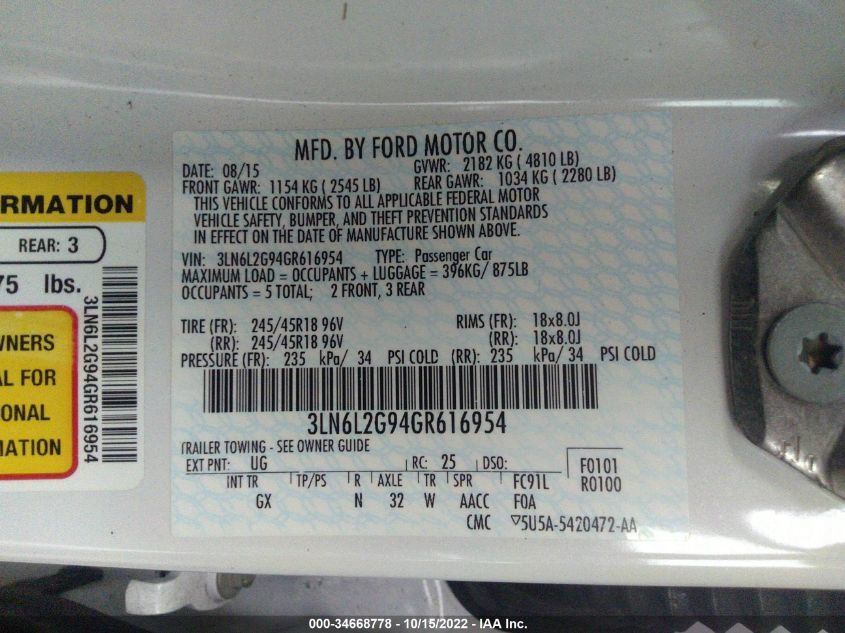 MFD. BY FORD MOTOR CO.
DATE: 08/15 GVWR: 2182 KG ( 4810 LB)
FRONT GAWR: 1154 KG ( 2545 LB) REAR GAWR: 1034 KG ( 2280 LB)
THIS VEHICLE CONFORMS TO ALL APPLICABLE FEDERAL MOTOR
VEHICLE SAFETY, BUMPER, AND THEFT PREVENTION STANDARDS
IN EFFECT ON THE DATE OF MANUFACTURE SHOWN ABOVE.
VIN: 3LN6L2G94GR616954 TYPE: Passenger Car
MAXIMUM LOAD = OCCUPANTS + LUGGAGE = 396KG/ 875LB
OCCUPANTS = 5 TOTAL; 2 FRONT, 3 REAR
TIRE (FR): 245/45R18 96V RIMS (FR): 18x8.0J
(RR): 245/45R18 96V (RR): 18x8.0J
PRESSURE (FR): 235 kPa/ 34 PSI COLD (RR): 235 kPa/ 34 PSI COLD
3LN6L2G94GR616954
TRAILER TOWING - SEE OWNER GUIDE
EXT PNT: UG RC: 25 DSO: F0101
R0100
INT TR TP/PS R AXLE TR SPR FC91L
GX N 32 W AACC FOA
CMC 5U5A-5420472-AA
RMATION
REAR: 3
75 lbs.
WNERS
AL FOR
IONAL
MATION
3LN6L2G94GR616954
000-34668778 - 10/15/2022 - IAA Inc.